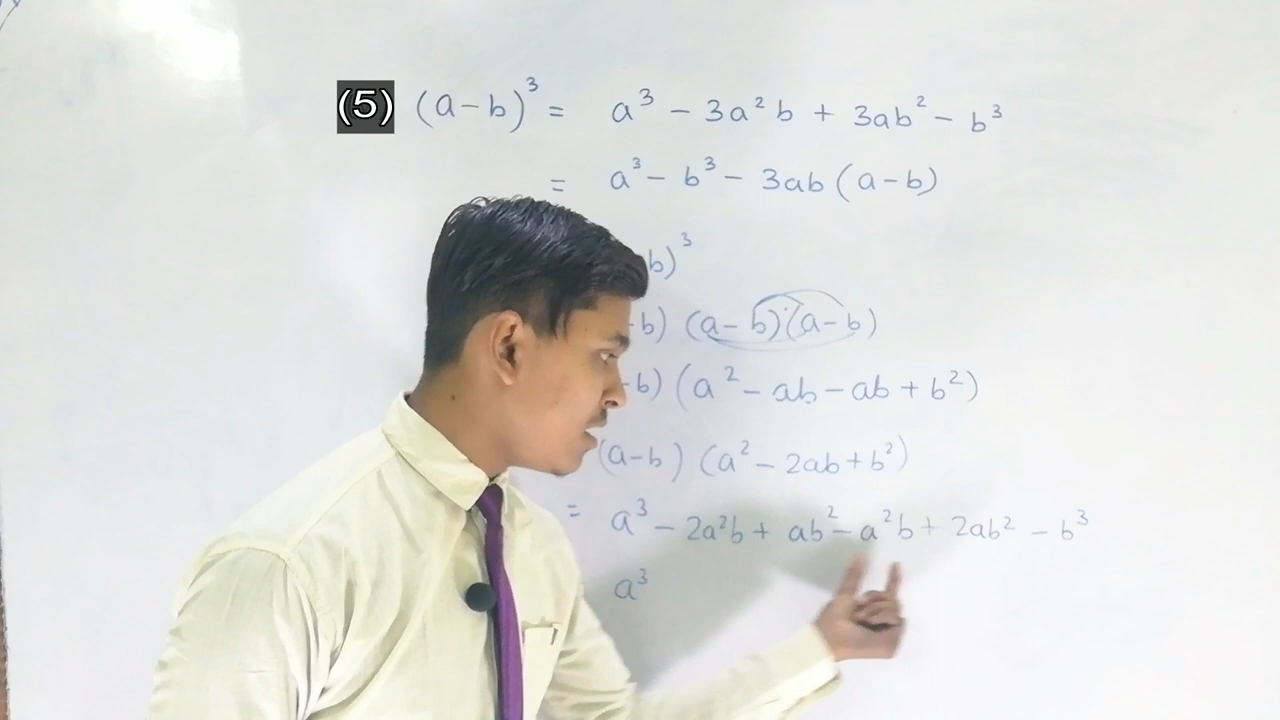 (5) (a-b)³ = a³ - 3a²b + 3ab² - b³
= a³ - b³ - 3ab (a-b)
b)³
-b) (a-b)(a-b)
-b) (a² - ab - ab + b²)
(a-b) (a² - 2ab + b²)
= a³ - 2a²b + ab² - a²b + 2ab² - b³
a³